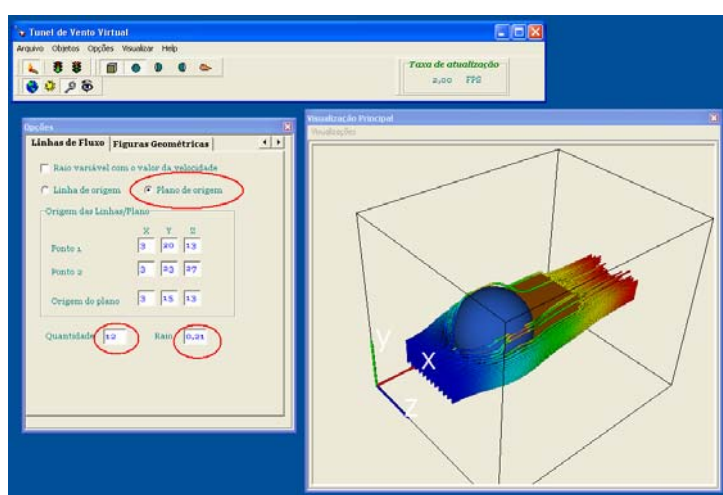 Tunel de Vento Virtual
Arquivo Objetos Opções Visualizar Help
Taxa de atualização
2,00 FPS
Opções
Linhas de Fluxo Figuras Geométricas
Raio variável com o valor da velocidade
Linha de origem Plano de origem
Origem das Linhas/Plano
X Y Z
Ponto 1 3 20 13
Ponto 2 3 23 27
Origem do plano 3 15 13
Quantidade 12 Raio 0,21
Visualização Principal
Visualizações
y
x
z